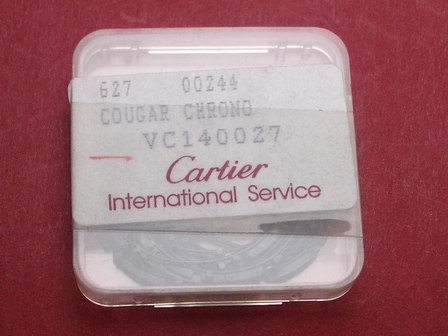 627 00244
COUGAR CHRONO
VC140027
Cartier
International Service